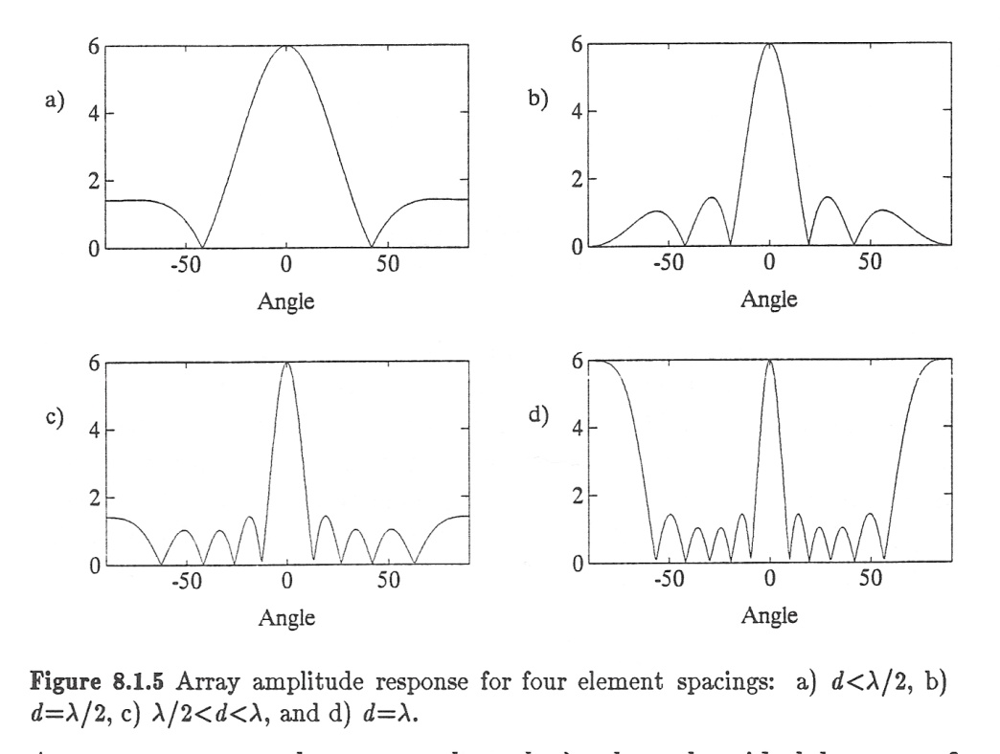 a)
6
4
2
0
-50 0 50
Angle
b)
6
4
2
0
-50 0 50
Angle
c)
6
4
2
0
-50 0 50
Angle
d)
6
4
2
0
-50 0 50
Angle
Figure 8.1.5 Array amplitude response for four element spacings: a) d<λ/2, b)
d=λ/2, c) λ/2<d<λ, and d) d=λ.